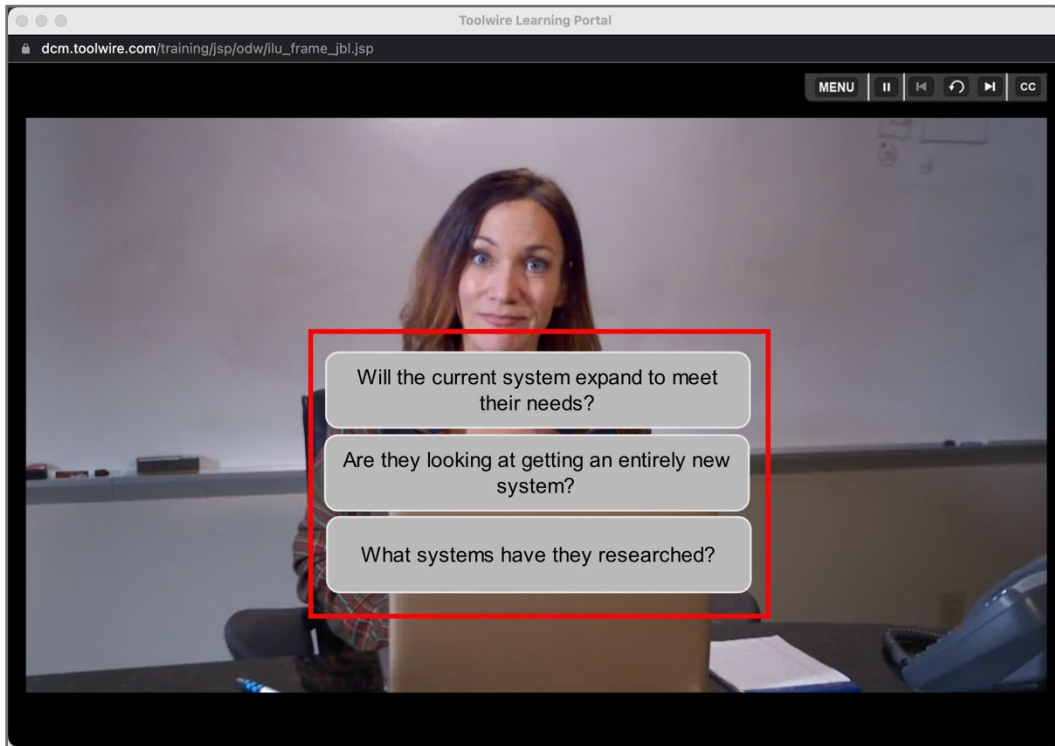 Toolwire Learning Portal
dcm.toolwire.com/training/jsp/odw/ilu_frame_jbl.jsp
MENU
CC
Will the current system expand to meet
their needs?
Are they looking at getting an entirely new
system?
What systems have they researched?